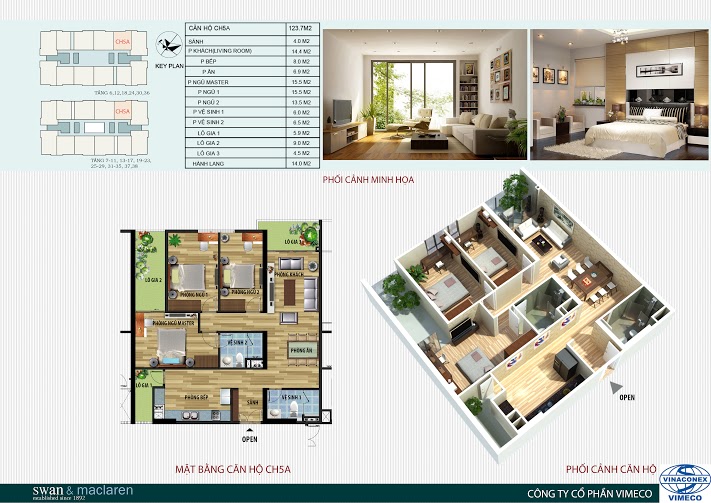 CH5A
TẦNG 6,12,18,24,30,36
CH5A
TẦNG 7-11, 13-17, 19-23,
25-29, 31-35, 37,38
KEY PLAN
CĂN HỘ CH5A 123.7M2
SẢNH 4.0 M2
P KHÁCH(LIVING ROOM) 14.4 M2
P BẾP 8.0 M2
P ĂN 6.9 M2
P NGỦ MASTER 15.5 M2
P NGỦ 1 15.5 M2
P NGỦ 2 13.5 M2
P VỆ SINH 1 6.0 M2
P VỆ SINH 2 6.5 M2
LÔ GIA 1 5.9 M2
LÔ GIA 2 9.0 M2
LÔ GIA 3 4.5 M2
HÀNH LANG 14.0 M2
PHỐI CẢNH MINH HỌA
LÔ GIA 3
LÔ GIA 2
PHÒNG KHÁCH
PHÒNG NGỦ 1
PHÒNG NGỦ 2
PHÒNG NGỦ MASTER
VỆ SINH 2
PHÒNG ĂN
LÔ GIA 1
PHÒNG BẾP
SẢNH
VỆ SINH 1
OPEN
OPEN
MẶT BẰNG CĂN HỘ CH5A
PHỐI CẢNH CĂN HỘ
swan & maclaren
established since 1892
CÔNG TY CỔ PHẦN VIMECO
VINACONEX
VIMECO